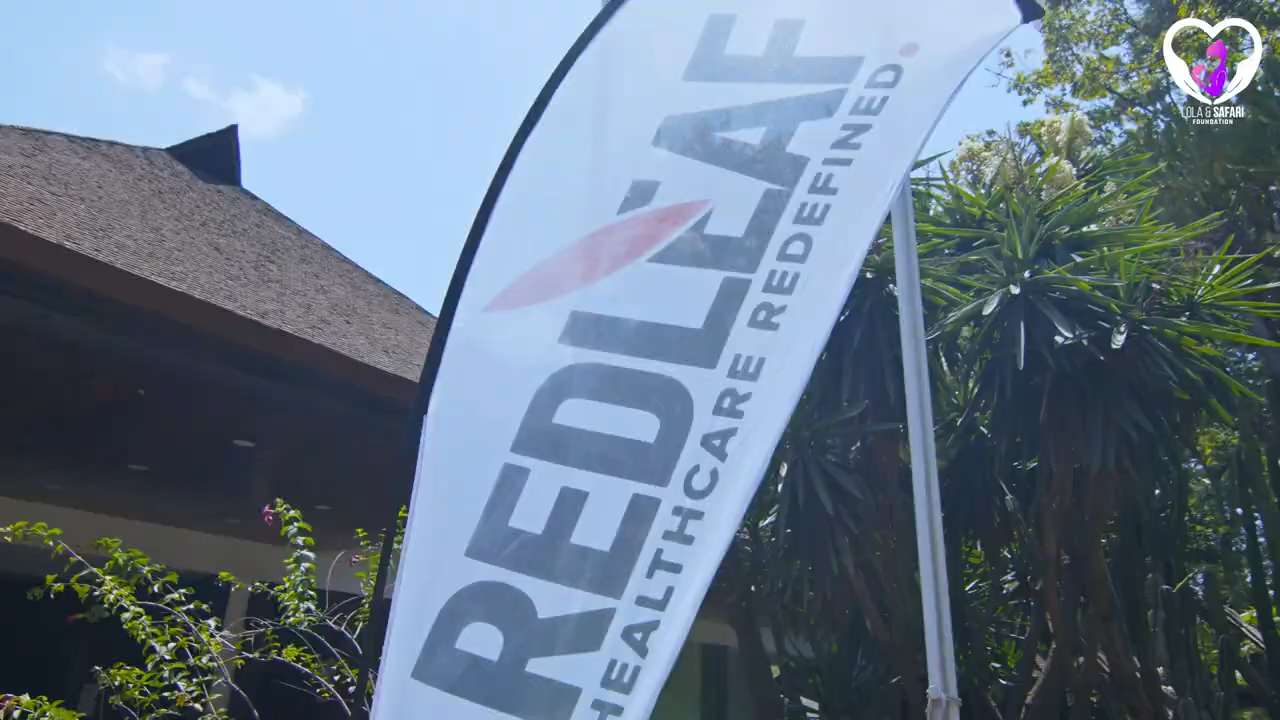 REDLEAF
HEALTHCARE REDEFINED.
LOLA & SAFARI
FOUNDATION